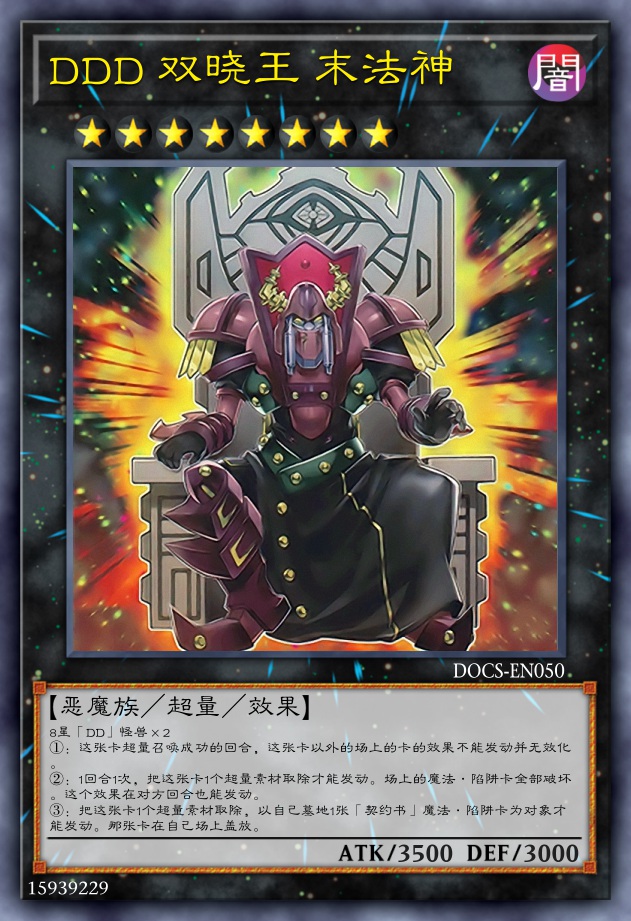 DDD 双晓王 末法神
闇
DOCS-EN050
【恶魔族／超量／效果】
8星「DD」怪兽×2
①：这张卡超量召唤成功的回合，这张卡以外的场上的卡的效果不能发动并无效化
。
②：1回合1次，把这张卡1个超量素材取除才能发动。场上的魔法·陷阱卡全部破坏
。这个效果在对方回合也能发动。
③：把这张卡1个超量素材取除，以自己墓地1张「契约书」魔法·陷阱卡为对象才
能发动。那张卡在自己场上盖放。
ATK/3500 DEF/3000
15939229